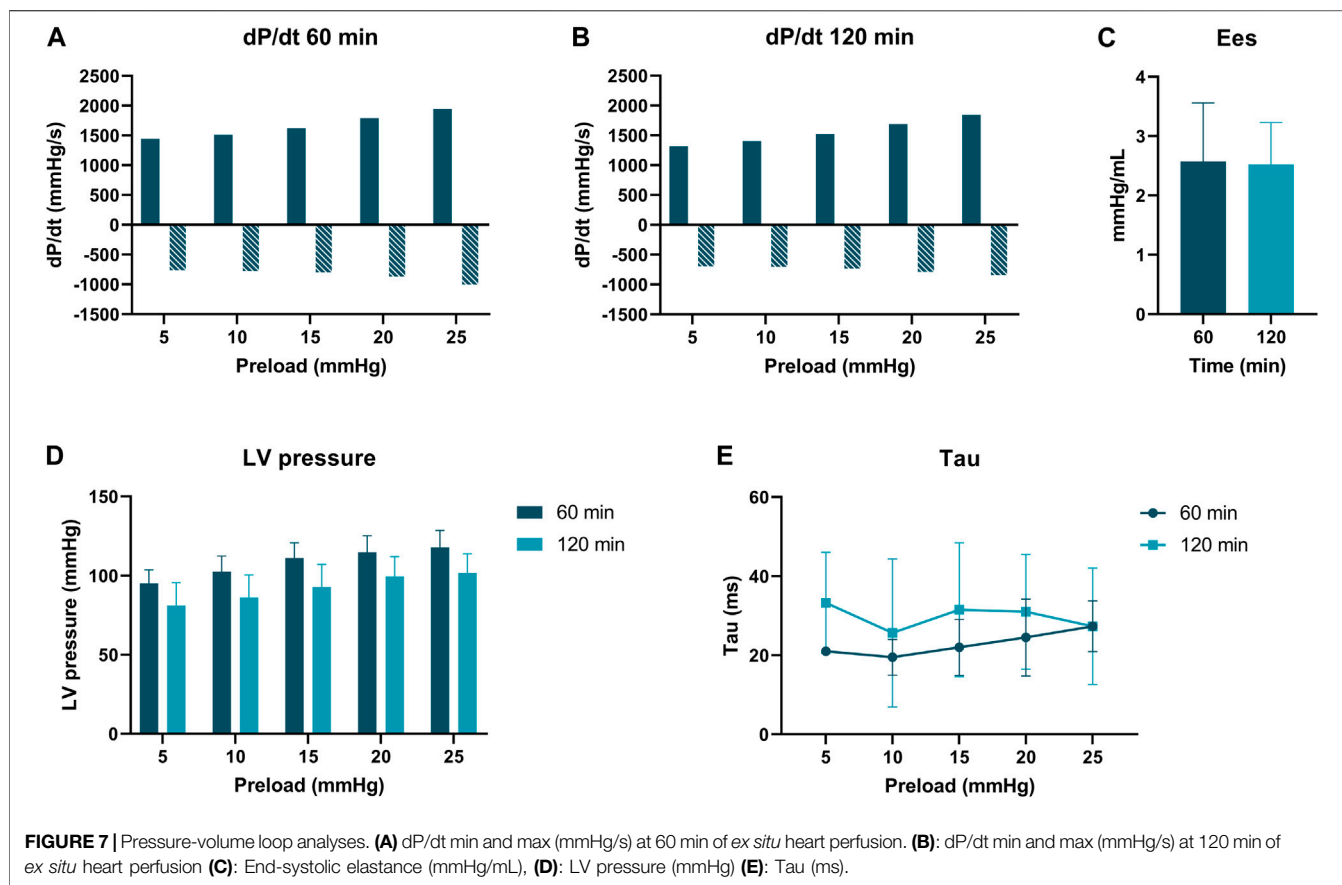 A
dP/dt 60 min
dP/dt (mmHg/s)
2500
2000
1500
1000
500
0
-500
-1000
-1500
5 10 15 20 25
Preload (mmHg)
B
dP/dt 120 min
dP/dt (mmHg/s)
2500
2000
1500
1000
500
0
-500
-1000
-1500
5 10 15 20 25
Preload (mmHg)
C
Ees
mmHg/mL
4
3
2
1
0
60 120
Time (min)
D
LV pressure
LV pressure (mmHg)
150
100
50
0
5 10 15 20 25
Preload (mmHg)
60 min
120 min
E
Tau
Tau (ms)
60
40
20
0
5 10 15 20 25
Preload (mmHg)
60 min
120 min
FIGURE 7 | Pressure-volume loop analyses. (A) dP/dt min and max (mmHg/s) at 60 min of ex situ heart perfusion. (B): dP/dt min and max (mmHg/s) at 120 min of
ex situ heart perfusion (C): End-systolic elastance (mmHg/mL), (D): LV pressure (mmHg) (E): Tau (ms).